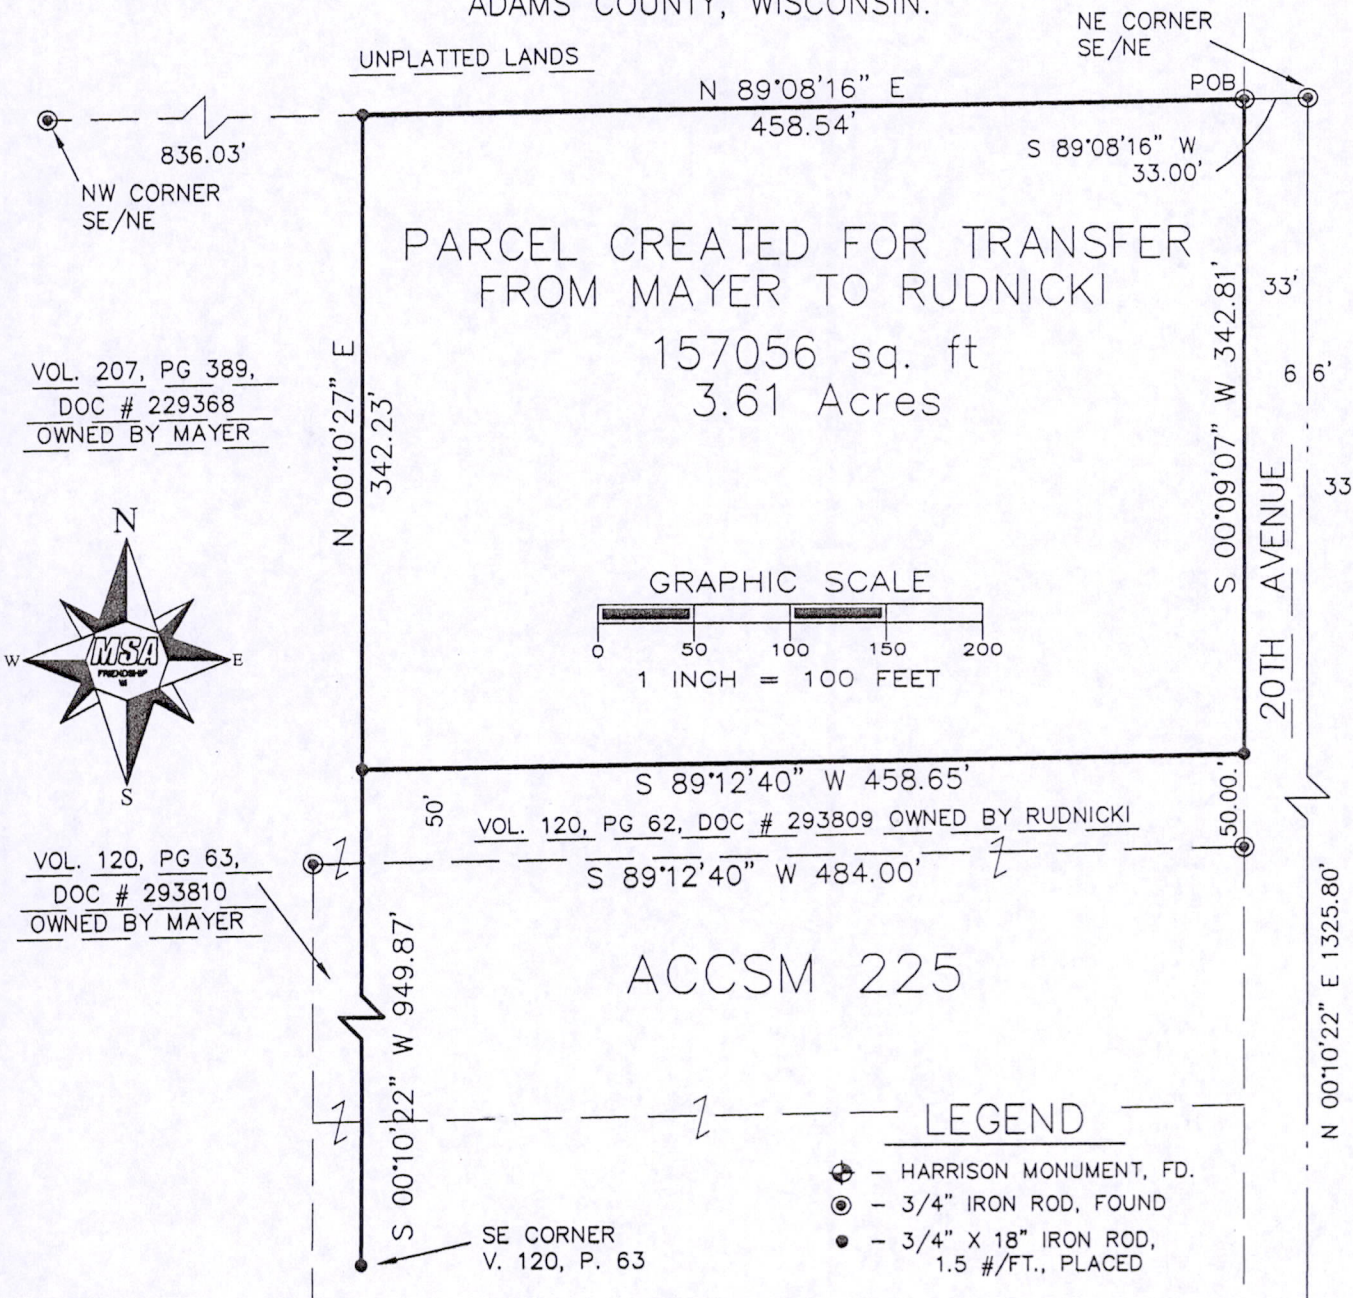 ADAMS COUNTY, WISCONSIN.
NE CORNER
SE/NE
UNPLATTED LANDS
N 89°08'16" E
458.54'
POB
836.03'
S 89°08'16" W
33.00'
NW CORNER
SE/NE
PARCEL CREATED FOR TRANSFER
FROM MAYER TO RUDNICKI
157056 sq. ft
3.61 Acres
N 00°10'27" E
342.23'
S 00°09'07" W 342.81'
33'
66'
33
20TH AVENUE
VOL. 207, PG 389,
DOC # 229368
OWNED BY MAYER
N
W
E
S
MSA
FRIENDSHIP
WI
GRAPHIC SCALE
0 50 100 150 200
1 INCH = 100 FEET
S 89°12'40" W 458.65'
50'
50.00'
VOL. 120, PG 62, DOC # 293809 OWNED BY RUDNICKI
S 89°12'40" W 484.00'
VOL. 120, PG 63,
DOC # 293810
OWNED BY MAYER
S 00°10'22" W 949.87'
ACCSM 225
N 00°10'22" E 1325.80'
SE CORNER
V. 120, P. 63
LEGEND
- HARRISON MONUMENT, FD.
- 3/4" IRON ROD, FOUND
- 3/4" X 18" IRON ROD,
1.5 #/FT., PLACED